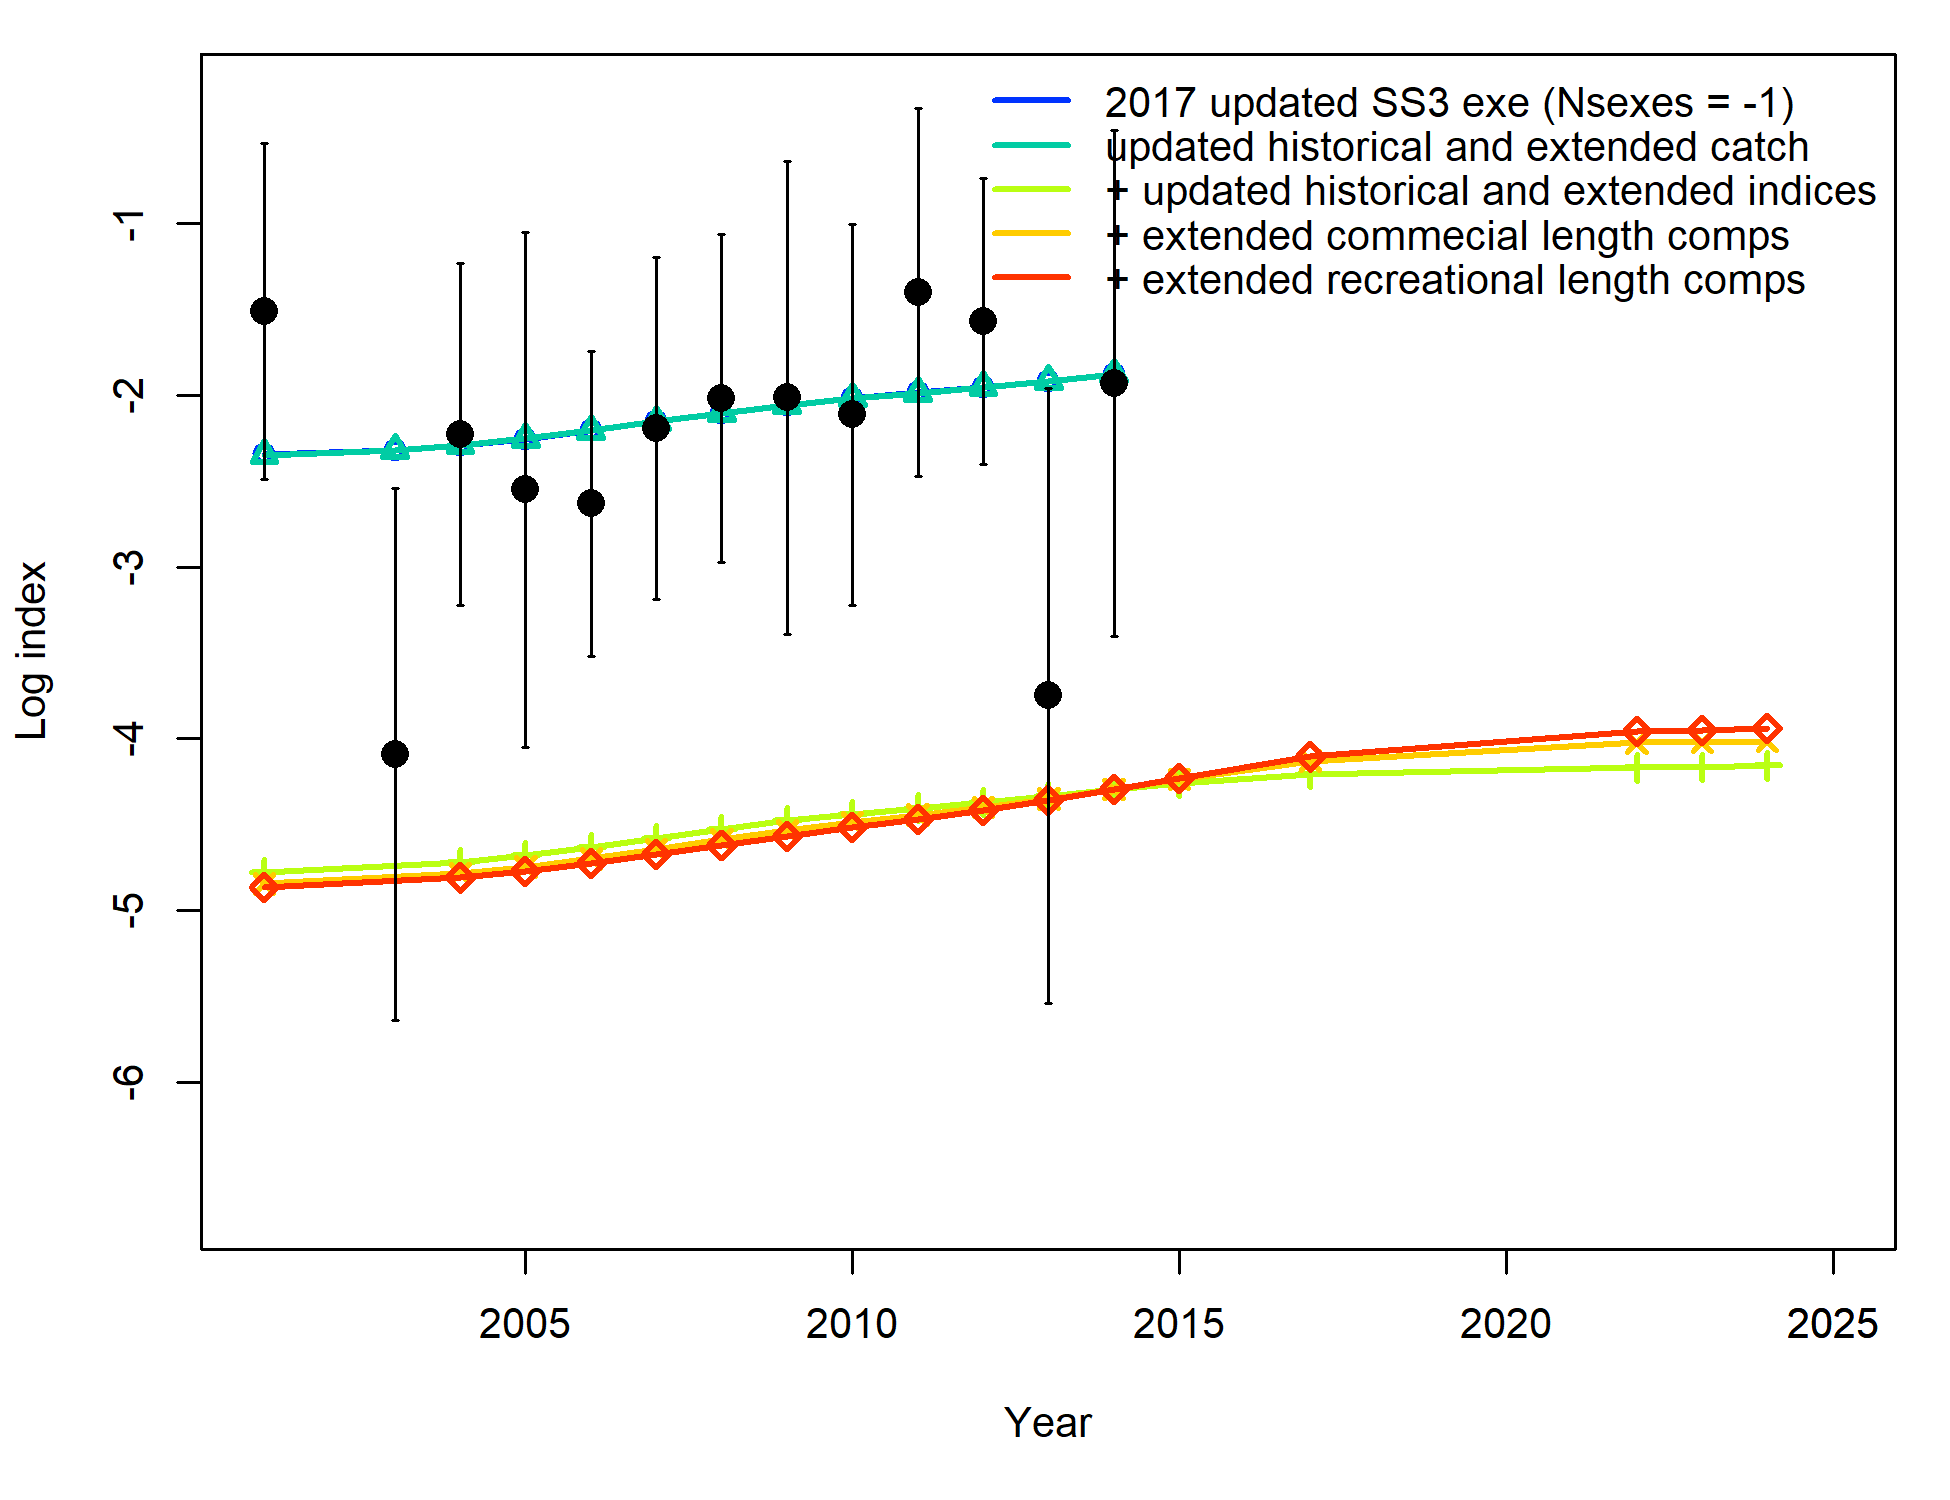 2017 updated SS3 exe (Nsexes = -1)
updated historical and extended catch
+ updated historical and extended indices
+ extended commecial length comps
+ extended recreational length comps
-1
-2
-3
-4
-5
-6
Log index
2005 2010 2015 2020 2025
Year